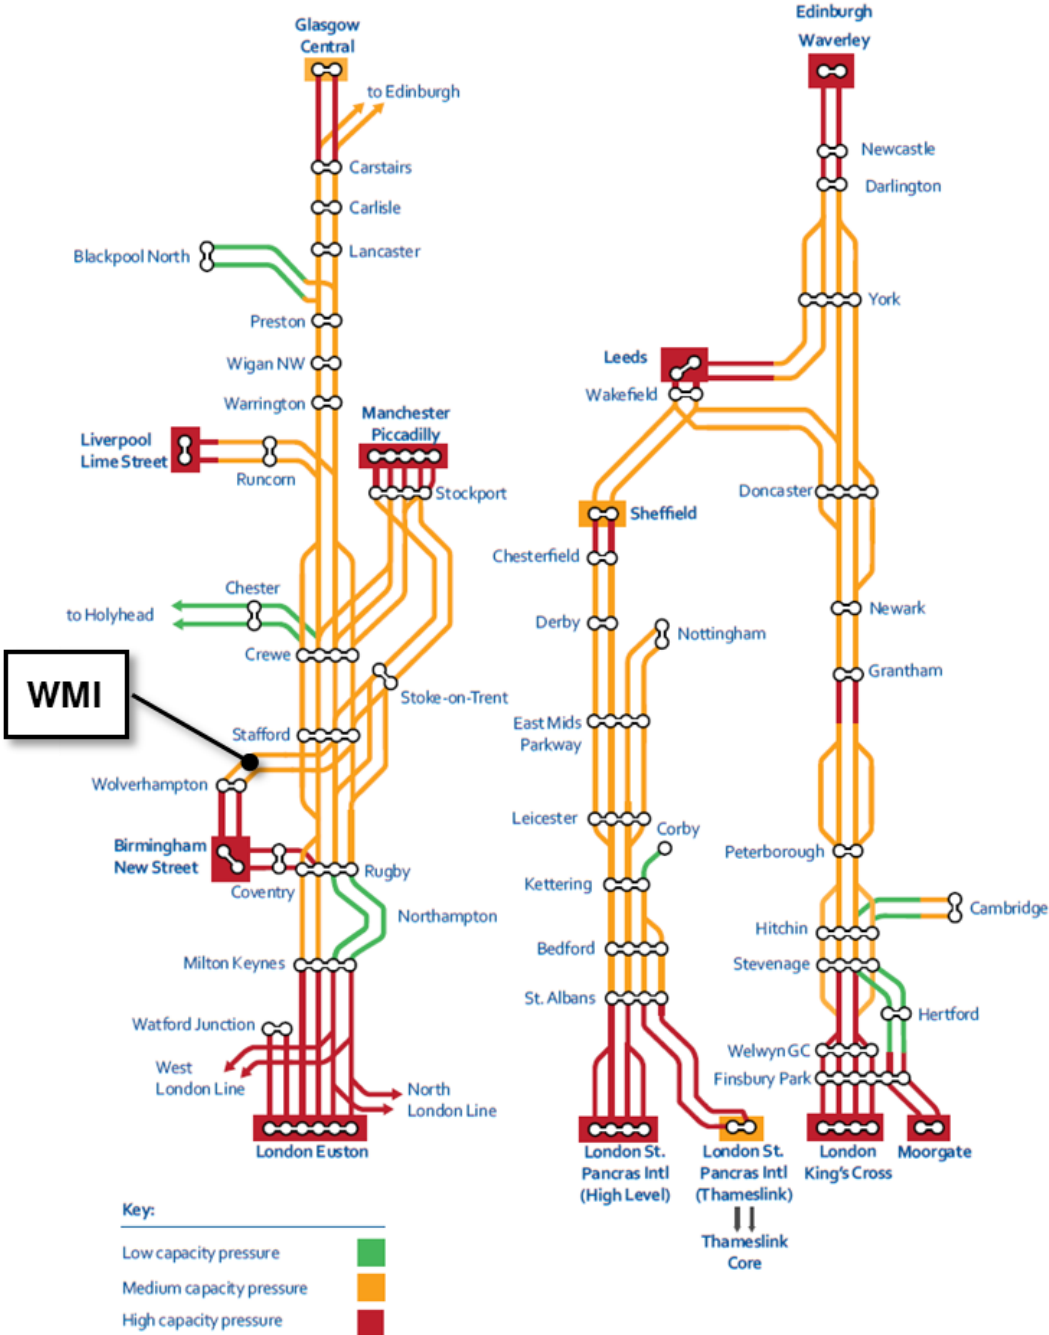 Glasgow
Central
to Edinburgh
Carstairs
Carlisle
Blackpool North
Lancaster
Preston
Wigan NW
Warrington
Manchester
Piccadilly
Liverpool
Lime Street
Runcorn
Stockport
Chester
to Holyhead
Crewe
WMI
Stoke-on-Trent
Stafford
Wolverhampton
Birmingham
New Street
Coventry
Rugby
Northampton
Milton Keynes
Watford Junction
West
London Line
North
London Line
London Euston
Edinburgh
Waverley
Newcastle
Darlington
York
Leeds
Wakefield
Doncaster
Sheffield
Chesterfield
Derby
Nottingham
Newark
Grantham
East Mids
Parkway
Leicester
Corby
Peterborough
Kettering
Cambridge
Hitchin
Bedford
Stevenage
St. Albans
Hertford
Welwyn GC
Finsbury Park
London St.
Pancras Intl
(High Level)
London St.
Pancras Intl
(Thameslink)
London
King's Cross
Moorgate
Thameslink
Core
Key:
Low capacity pressure
Medium capacity pressure
High capacity pressure